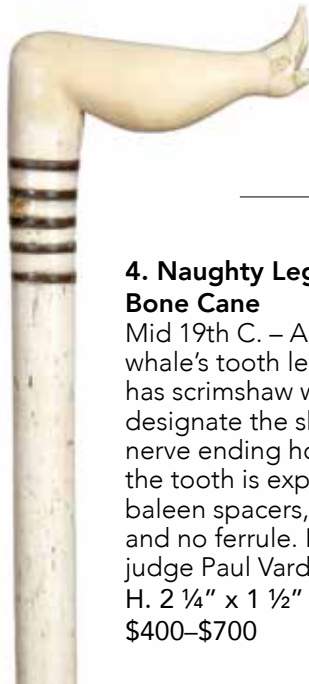 4. Naughty Leg
Bone Cane
Mid 19th C. – A
whale’s tooth le
has scrimshaw w
designate the sl
nerve ending ho
the tooth is exp
baleen spacers,
and no ferrule.
judge Paul Vard
H. 2 ¼” x 1 ½”
$400–$700